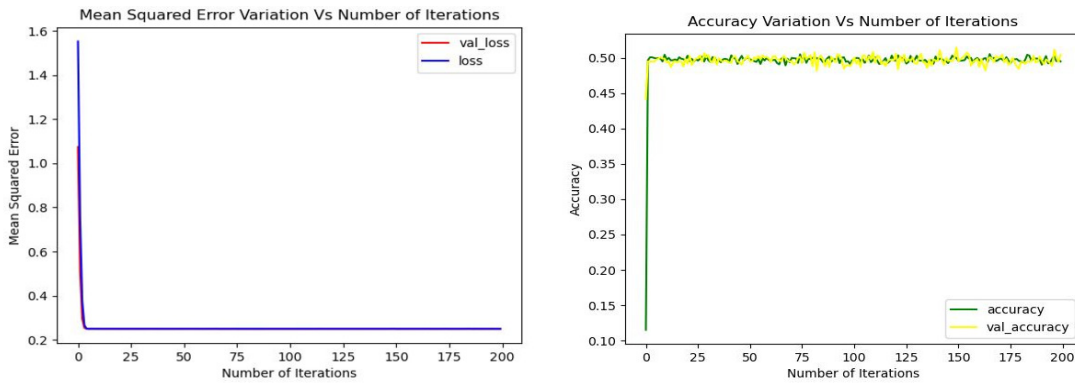 Mean Squared Error Variation Vs Number of Iterations
1.6
1.4
1.2
1.0
0.8
0.6
0.4
0.2
Mean Squared Error
val_loss
loss
0 25 50 75 100 125 150 175 200
Number of Iterations
Accuracy Variation Vs Number of Iterations
0.50
0.45
0.40
0.35
0.30
0.25
0.20
0.15
0.10
Accuracy
accuracy
val_accuracy
0 25 50 75 100 125 150 175 200
Number of Iterations